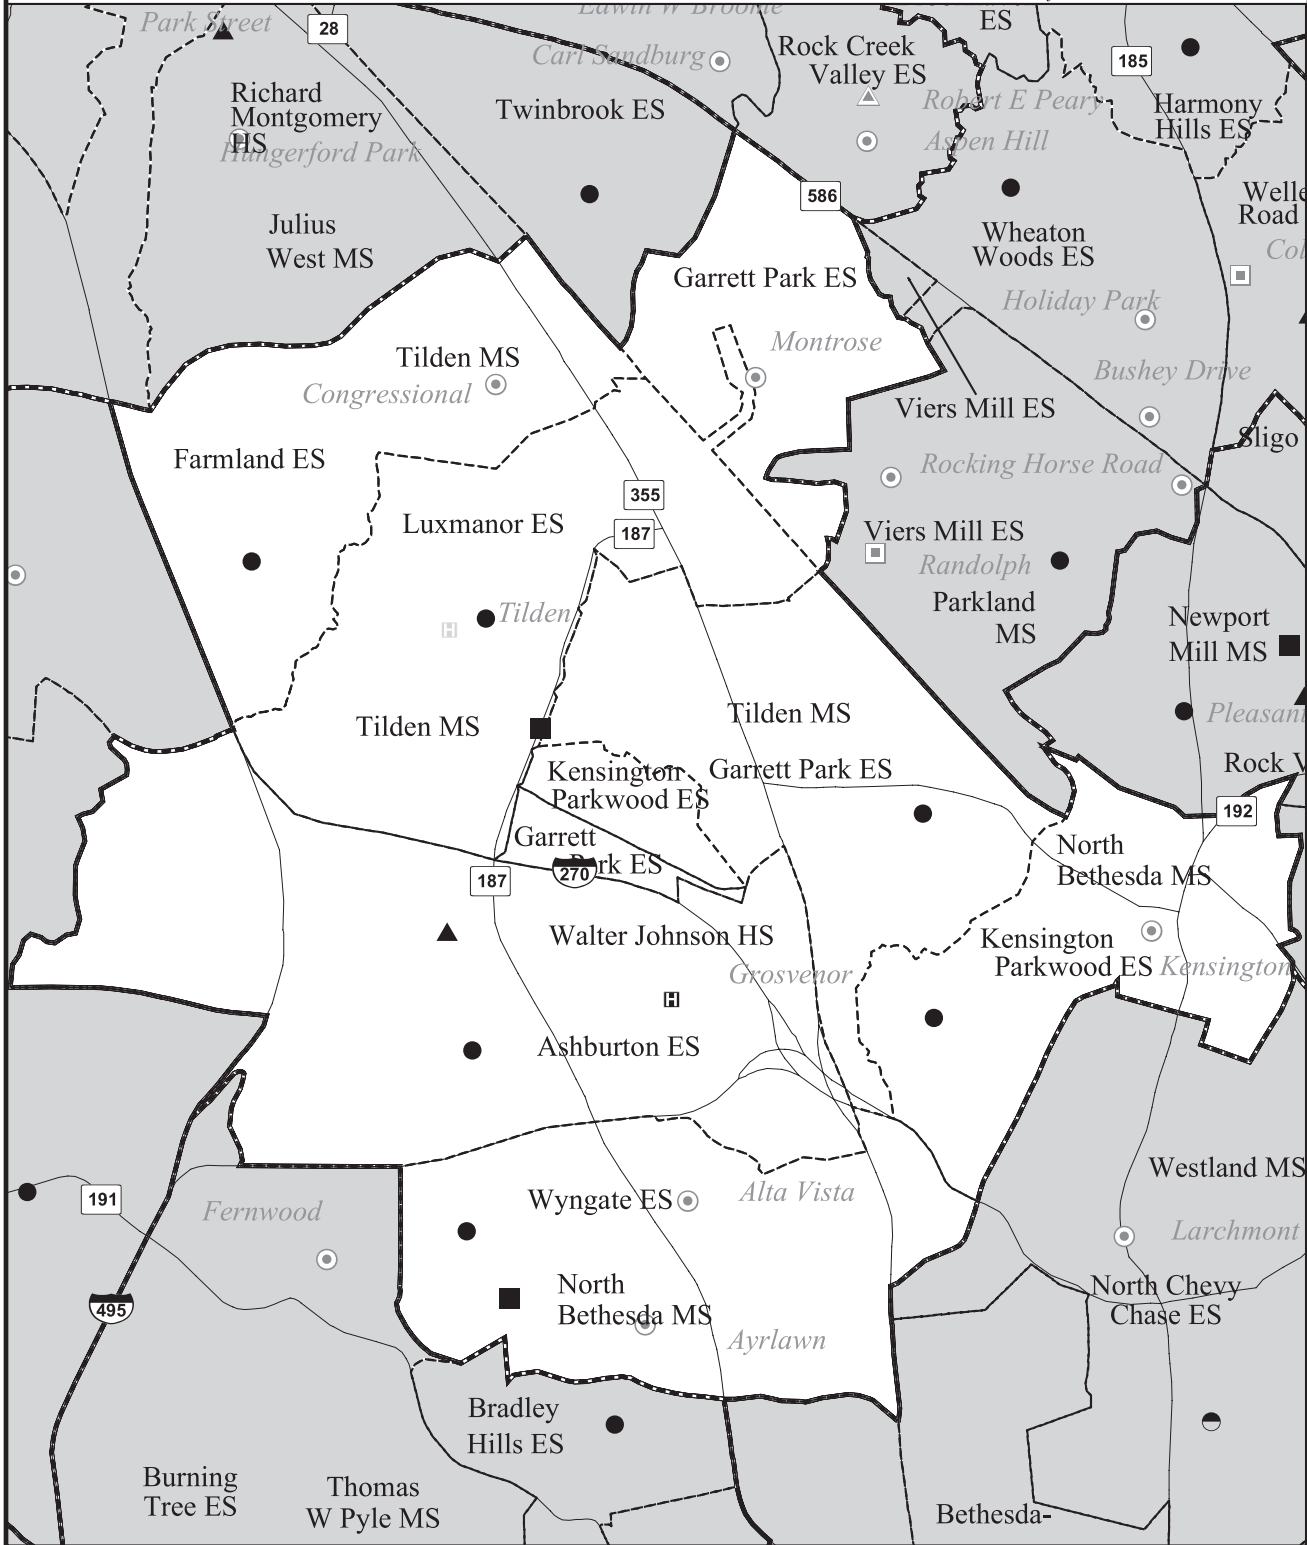 Edwin W Broome
ES
Park Street
28
Carl Sandburg
Rock Creek
Valley ES
185
Richard
Montgomery
HS
Hungerford Park
Twinbrook ES
Robert E Peary
Aspen Hill
Harmony
Hills ES
586
Julius
West MS
Wheaton
Woods ES
Road
Garrett Park ES
Holiday Park
Tilden MS
Congressional
Montrose
Bushey Drive
Viers Mill ES
Sligo
Farmland ES
Rocking Horse Road
355
187
Luxmanor ES
Viers Mill ES
Randolph
Parkland
MS
Tilden
Newport
Mill MS
H
Tilden MS
Tilden MS
Pleasant
Kensington
Parkwood ES
Garrett Park ES
Rock V
192
Garrett
Park ES
270
187
North
Bethesda MS
Walter Johnson HS
Grosvenor
Kensington
Parkwood ES
Kensington
H
Ashburton ES
Westland MS
191
Fernwood
Wyngate ES
Alta Vista
Larchmont
495
North
Bethesda MS
Ayrlawn
North Chevy
Chase ES
Bradley
Hills ES
Burning
Tree ES
Thomas
W Pyle MS
Bethesda-